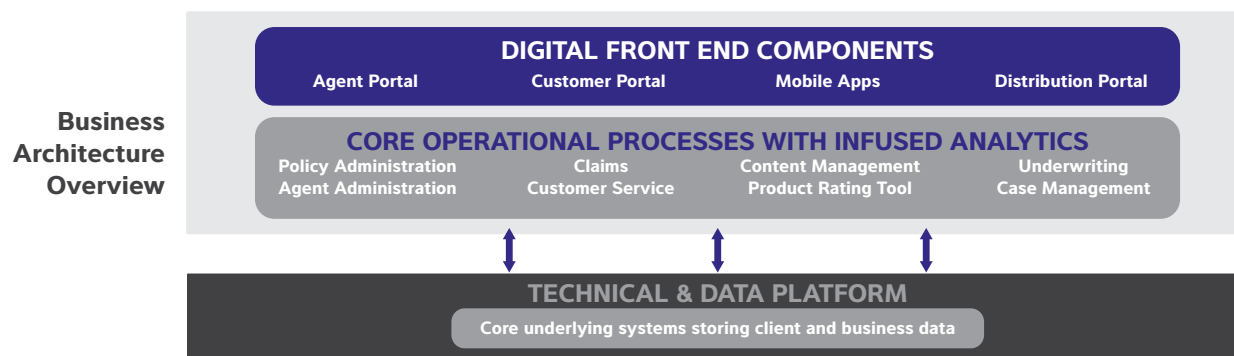 Business
Architecture
Overview
DIGITAL FRONT END COMPONENTS
Agent Portal Customer Portal Mobile Apps Distribution Portal
CORE OPERATIONAL PROCESSES WITH INFUSED ANALYTICS
Policy Administration Claims Content Management Underwriting
Agent Administration Customer Service Product Rating Tool Case Management
TECHNICAL & DATA PLATFORM
Core underlying systems storing client and business data